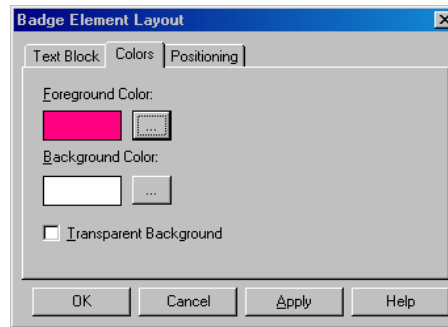 Badge Element Layout
Text Block Colors Positioning
Foreground Color:
...
Background Color:
...
Transparent Background
OK Cancel Apply Help